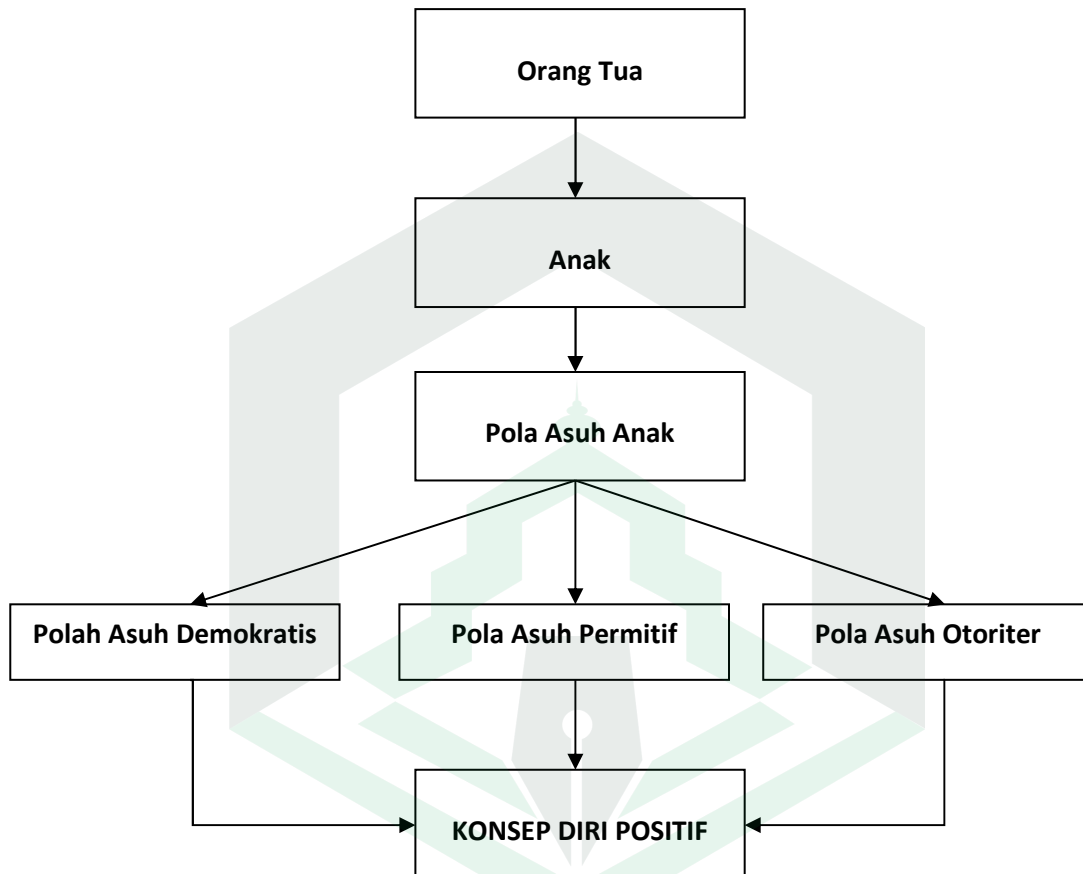 Orang Tua
Anak
Pola Asuh Anak
Polah Asuh Demokratis
Pola Asuh Permitif
Pola Asuh Otoriter
KONSEP DIRI POSITIF